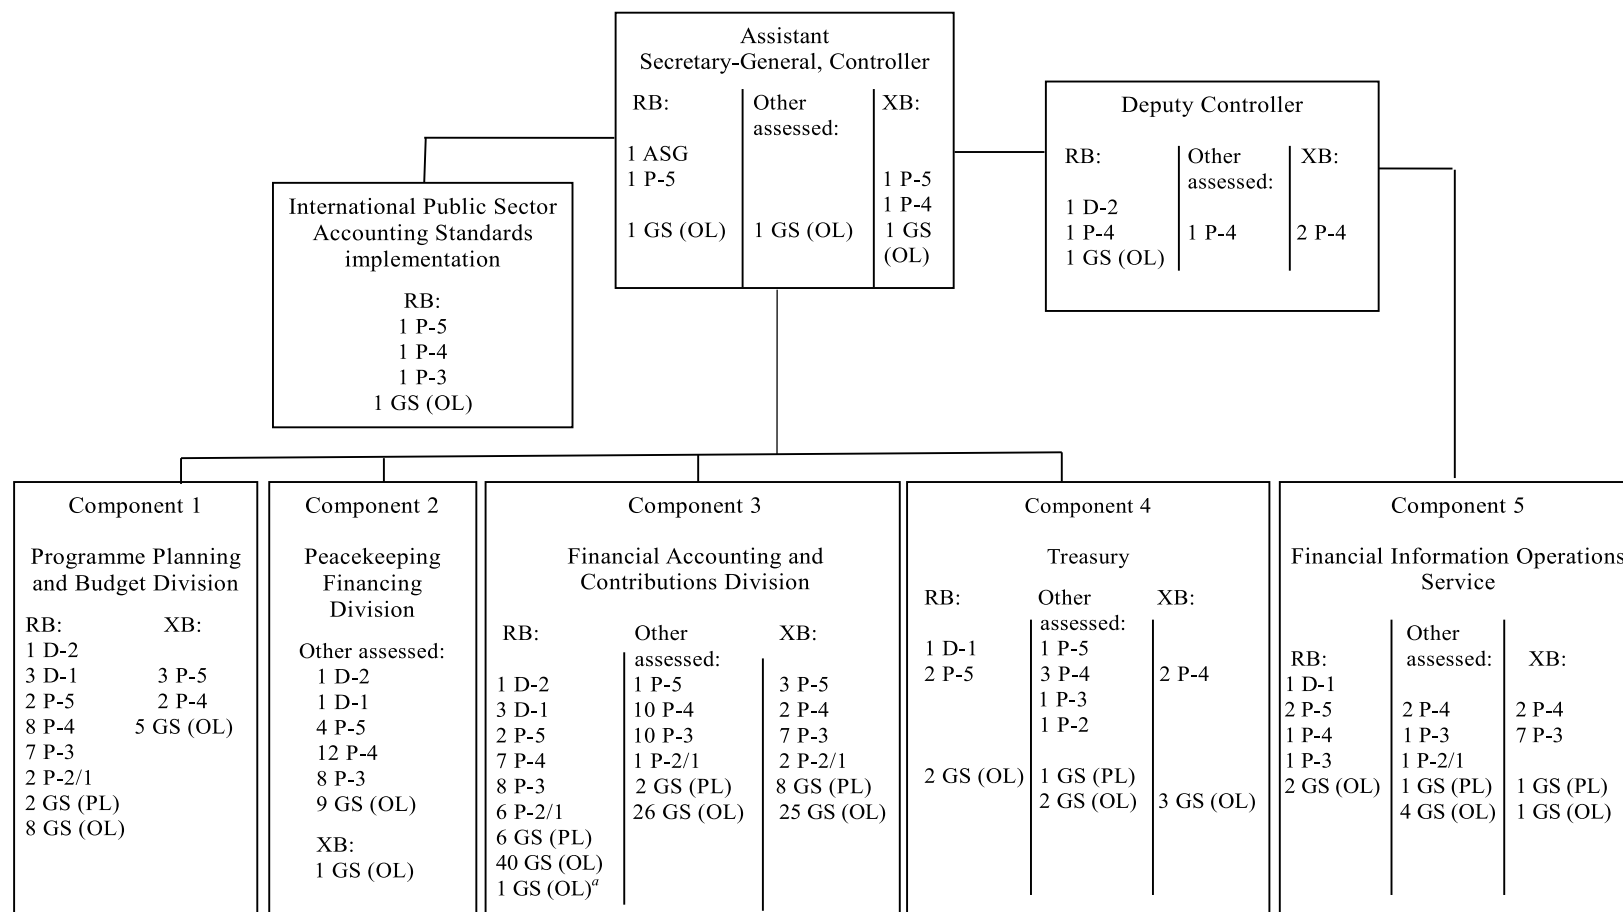 Assistant
Secretary-General, Controller
RB:
1 ASG
1 P-5
1 GS (OL)
Other
assessed:
1 GS (OL)
XB:
1 P-5
1 P-4
1 GS
(OL)
Deputy Controller
RB:
1 D-2
1 P-4
1 GS (OL)
Other
assessed:
1 P-4
XB:
2 P-4
International Public Sector
Accounting Standards
implementation
RB:
1 P-5
1 P-4
1 P-3
1 GS (OL)
Component 1
Programme Planning
and Budget Division
RB:
1 D-2
3 D-1
2 P-5
8 P-4
7 P-3
2 P-2/1
2 GS (PL)
8 GS (OL)
XB:
3 P-5
2 P-4
5 GS (OL)
Component 2
Peacekeeping
Financing
Division
Other assessed:
1 D-2
1 D-1
4 P-5
12 P-4
8 P-3
9 GS (OL)
XB:
1 GS (OL)
Component 3
Financial Accounting and
Contributions Division
RB:
1 D-2
3 D-1
2 P-5
7 P-4
8 P-3
6 P-2/1
6 GS (PL)
40 GS (OL)
1 GS (OL)a
Other
assessed:
1 P-5
10 P-4
10 P-3
1 P-2/1
2 GS (PL)
26 GS (OL)
XB:
3 P-5
2 P-4
7 P-3
2 P-2/1
8 GS (PL)
25 GS (OL)
Component 4
Treasury
RB:
1 D-1
2 P-5
2 GS (OL)
Other
assessed:
1 P-5
3 P-4
1 P-3
1 P-2
1 GS (PL)
2 GS (OL)
XB:
2 P-4
3 GS (OL)
Component 5
Financial Information Operations
Service
RB:
1 D-1
2 P-5
1 P-4
1 P-3
2 GS (OL)
Other
assessed:
2 P-4
1 P-3
1 P-2/1
1 GS (PL)
4 GS (OL)
XB:
2 P-4
7 P-3
1 GS (PL)
1 GS (OL)